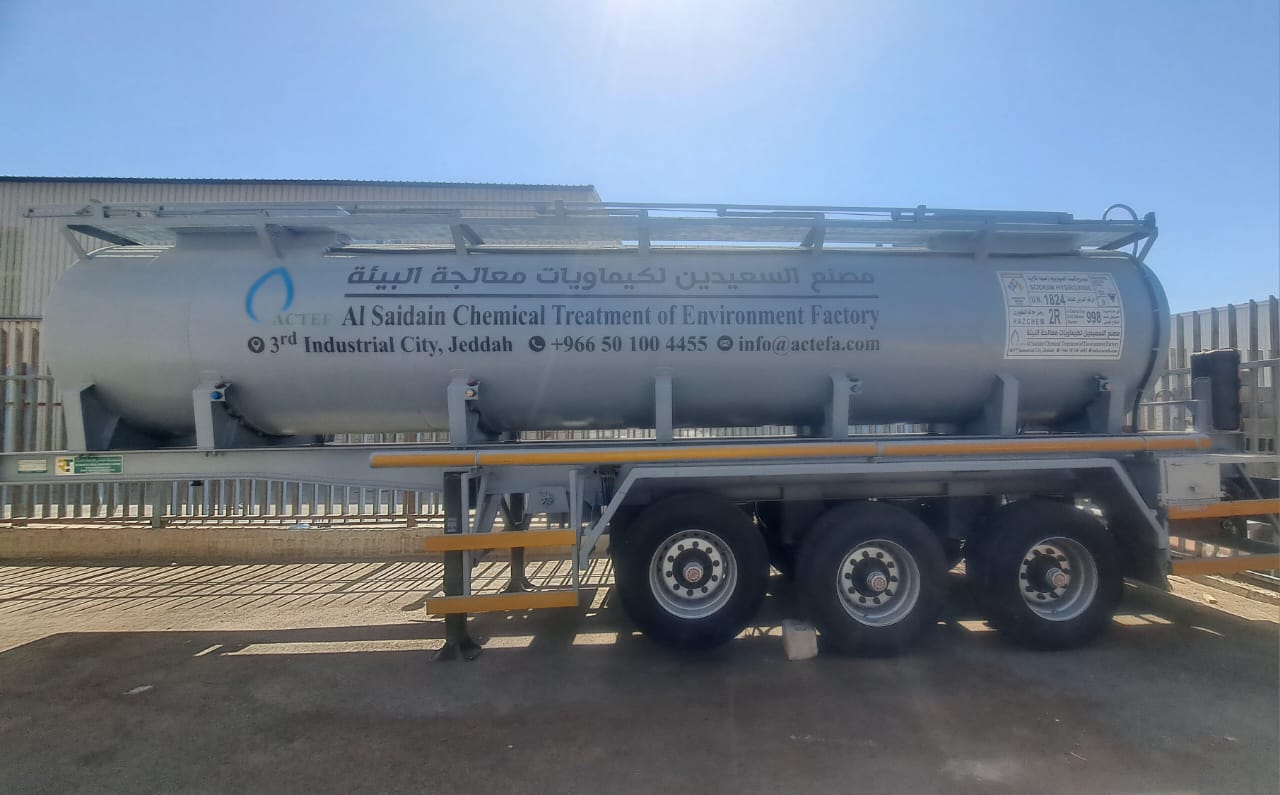 مصنع السعيدين لكيماويات معالجة البيئة
ACTEF
Al Saidain Chemical Treatment of Environment Factory
3rd Industrial City, Jeddah +966 50 100 4455 info@actefa.com
SODIUM HYDROXIDE
U.N. 1824
HAZCHEM 2R
998
مصنع السعيدين لكيماويات معالجة البيئة
Al Saidain Chemical Treatment of Environment Factory